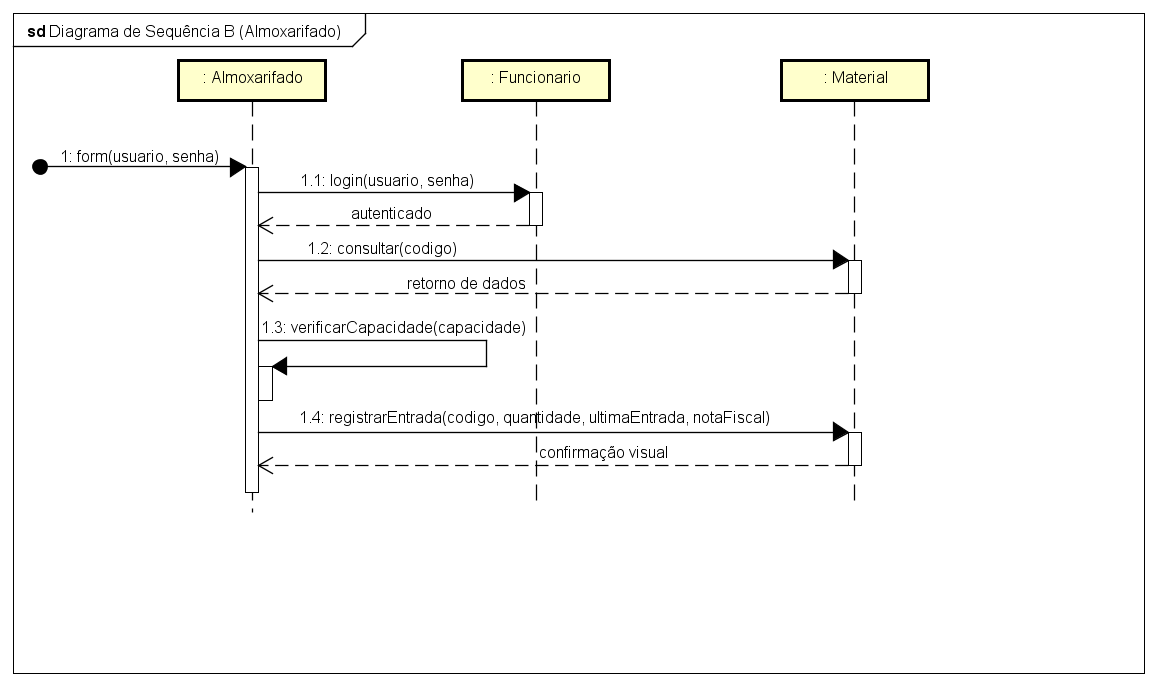 sd Diagrama de Sequência B (Almoxarifado)
: Almoxarifado
: Funcionario
: Material
1: form(usuario, senha)
1.1: login(usuario, senha)
autenticado
1.2: consultar(codigo)
retorno de dados
1.3: verificarCapacidade(capacidade)
1.4: registrarEntrada(codigo, quantidade, ultimaEntrada, notaFiscal)
confirmação visual